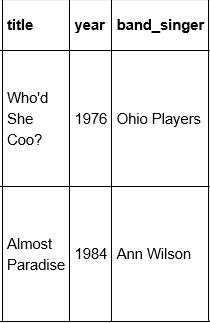 title year band_singer
Who'd
She
Coo?
1976 Ohio Players
Almost
Paradise
1984 Ann Wilson